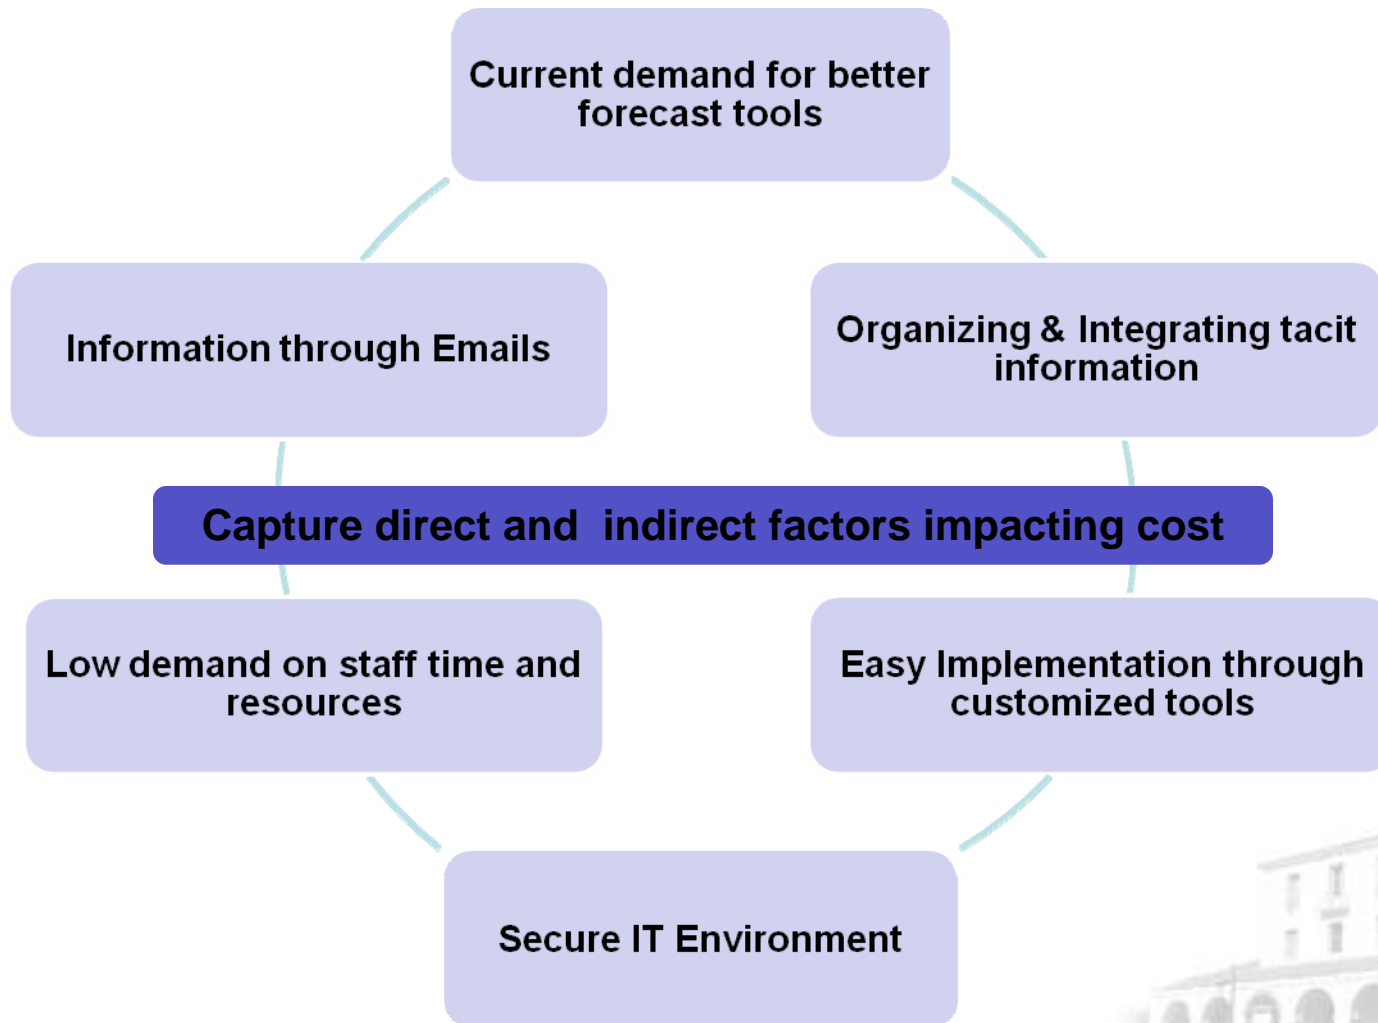 Current demand for better
forecast tools
Information through Emails
Organizing & Integrating tacit
information
Capture direct and  indirect factors impacting cost
Low demand on staff time and
resources
Easy Implementation through
customized tools
Secure IT Environment